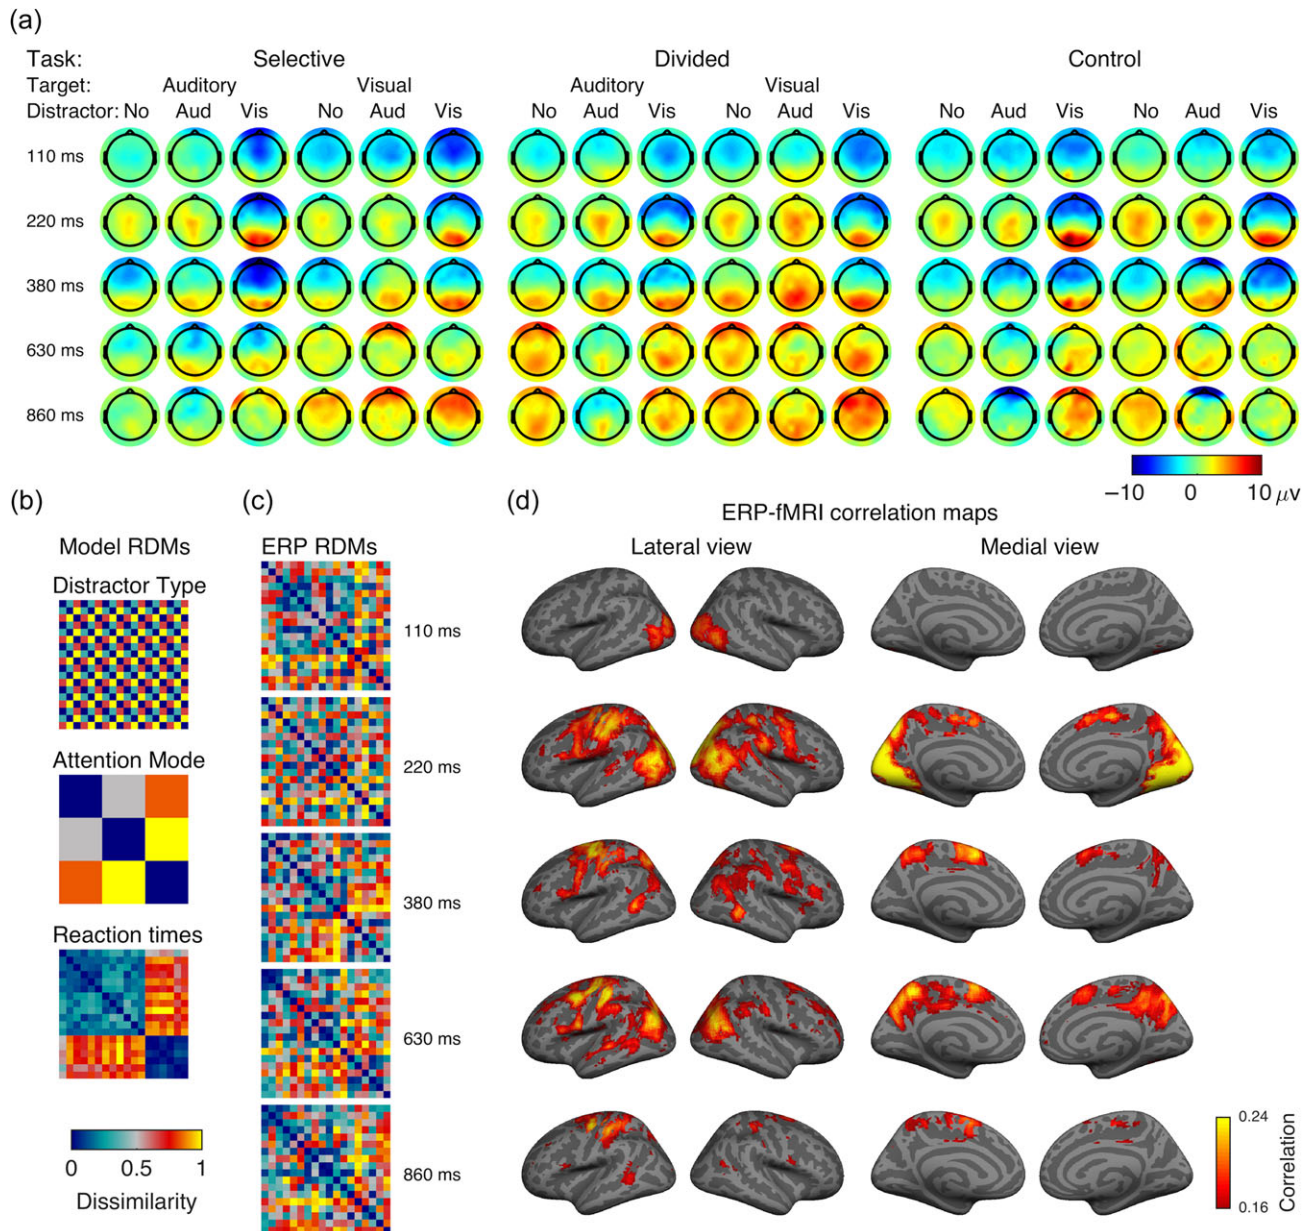 (a)
Task: Selective Divided Control
Target: Auditory Visual Auditory Visual
Distractor: No Aud Vis No Aud Vis No Aud Vis No Aud Vis No Aud Vis No Aud Vis
110 ms
220 ms
380 ms
630 ms
860 ms
−10 0 10 μv
(b)
Model RDMs
Distractor Type
Attention Mode
Reaction times
0 0.5 1
Dissimilarity
(c)
ERP RDMs
110 ms
220 ms
380 ms
630 ms
860 ms
(d)
ERP-fMRI correlation maps
Lateral view Medial view
0.24
0.16
Correlation